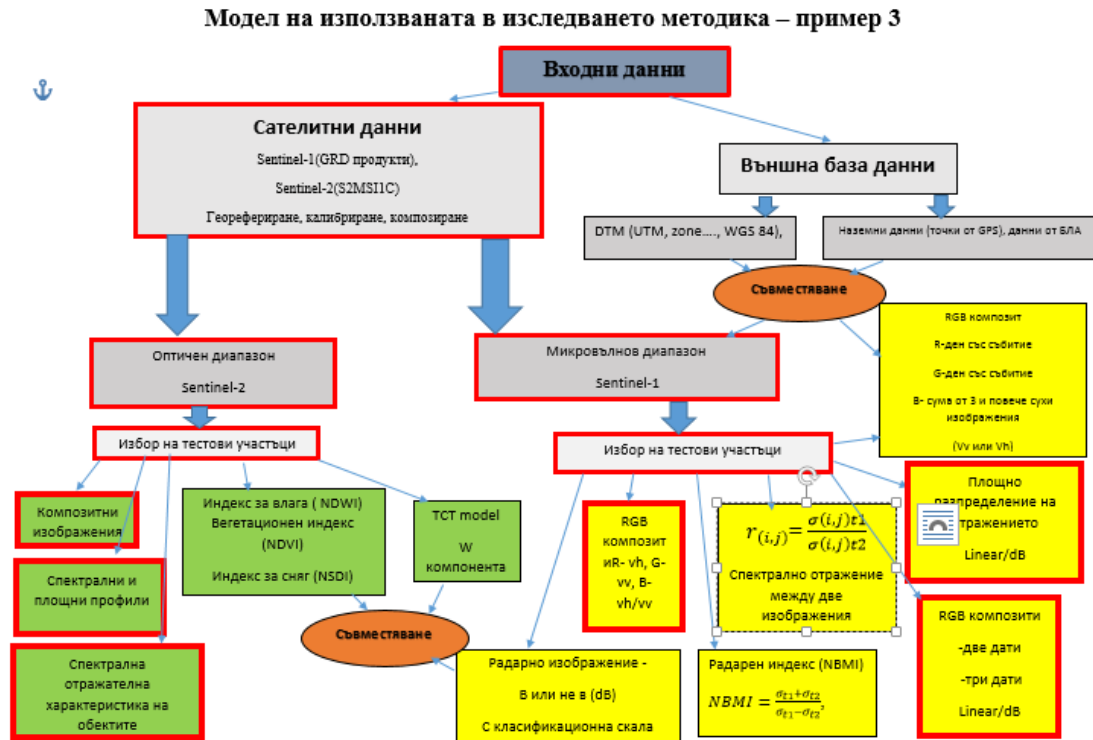 Модел на използваната в изследването методика – пример 3
Входни данни
Сателитни данни
Sentinel-1(GRD продукти),
Sentinel-2(S2MSI1C)
Геореферирaне, калибриране, композиране
Външна база данни
DTM (UTM, zone...., WGS 84),
Наземни данни (точки от GPS), данни от БЛА
Съвместяване
RGB композит
R-ден със събитие
G-ден със събитие
B- сума от 3 и повече сухи
изображения
(Vv или Vh)
Оптичен диапазон
Sentinel-2
Микровълнов диапазон
Sentinel-1
Избор на тестови участъци
Избор на тестови участъци
Композитни
изображения
Спектрални и
площни профили
Спектрална
отражателна
характеристика на
обектите
Индекс за влага ( NDWI)
Вегетационен индекс
(NDVI)
Индекс за сняг (NSDI)
TCT model
W
компонента
Съвместяване
Радарно изображение -
В или не в (dB)
С класификационна скала
RGB
композит
иR- vh, G-
vv, B-
vh/vv
r(i,j)= σ(i,j)t1 / σ(i,j)t2
Спектрално отражение
между две
изображения
Радарен индекс (NBMI)
NBMI = σt1+σt2 / σt1−σt2,
Площно
разпределение на
тражението
Linear/dB
RGB композити
-две дати
-три дати
Linear/dB